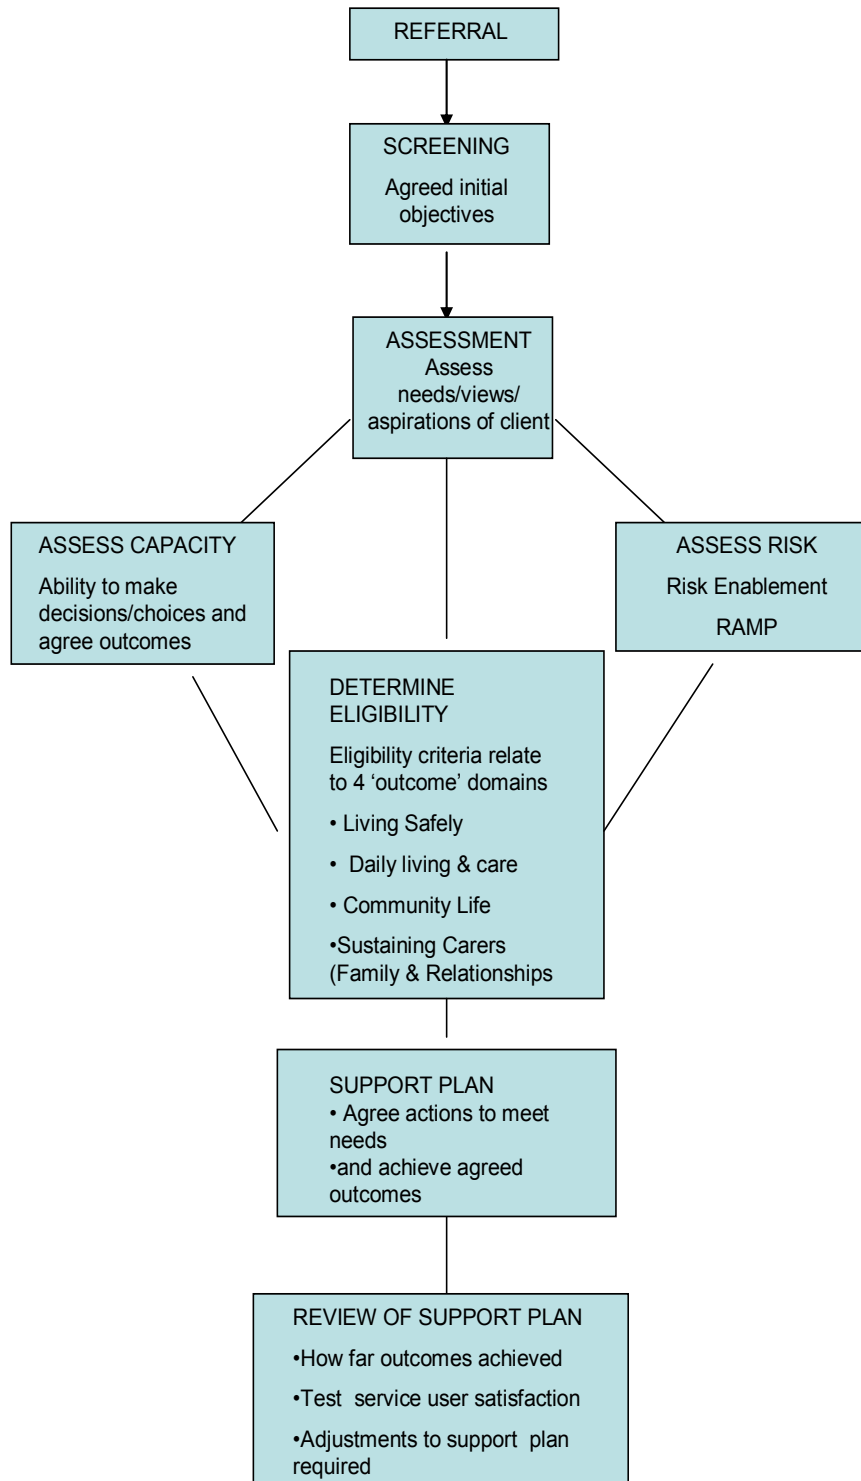 REFERRAL
SCREENING
Agreed initial
objectives
ASSESSMENT
Assess
needs/views/
aspirations of client
ASSESS CAPACITY
Ability to make
decisions/choices and
agree outcomes
ASSESS RISK
Risk Enablement
RAMP
DETERMINE
ELIGIBILITY
Eligibility criteria relate
to 4 ‘outcome’ domains
• Living Safely
• Daily living & care
• Community Life
•Sustaining Carers
(Family & Relationships
SUPPORT PLAN
• Agree actions to meet
needs
•and achieve agreed
outcomes
REVIEW OF SUPPORT PLAN
•How far outcomes achieved
•Test service user satisfaction
•Adjustments to support plan
required